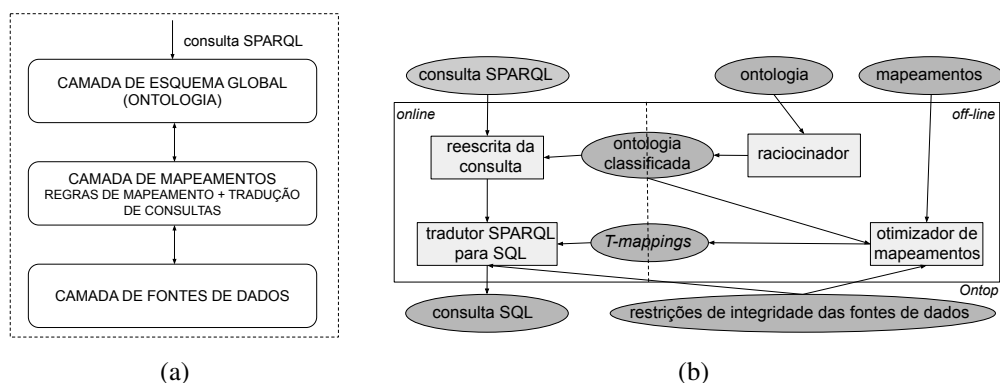 consulta SPARQL
CAMADA DE ESQUEMA GLOBAL
(ONTOLOGIA)
CAMADA DE MAPEAMENTOS
REGRAS DE MAPEAMENTO + TRADUÇÃO
DE CONSULTAS
CAMADA DE FONTES DE DADOS
(a)
consulta SPARQL
ontologia
mapeamentos
online
off-line
reescrita da
consulta
ontologia
classificada
raciocinador
tradutor SPARQL
para SQL
T-mappings
otimizador de
mapeamentos
Ontop
consulta SQL
restrições de integridade das fontes de dados
(b)